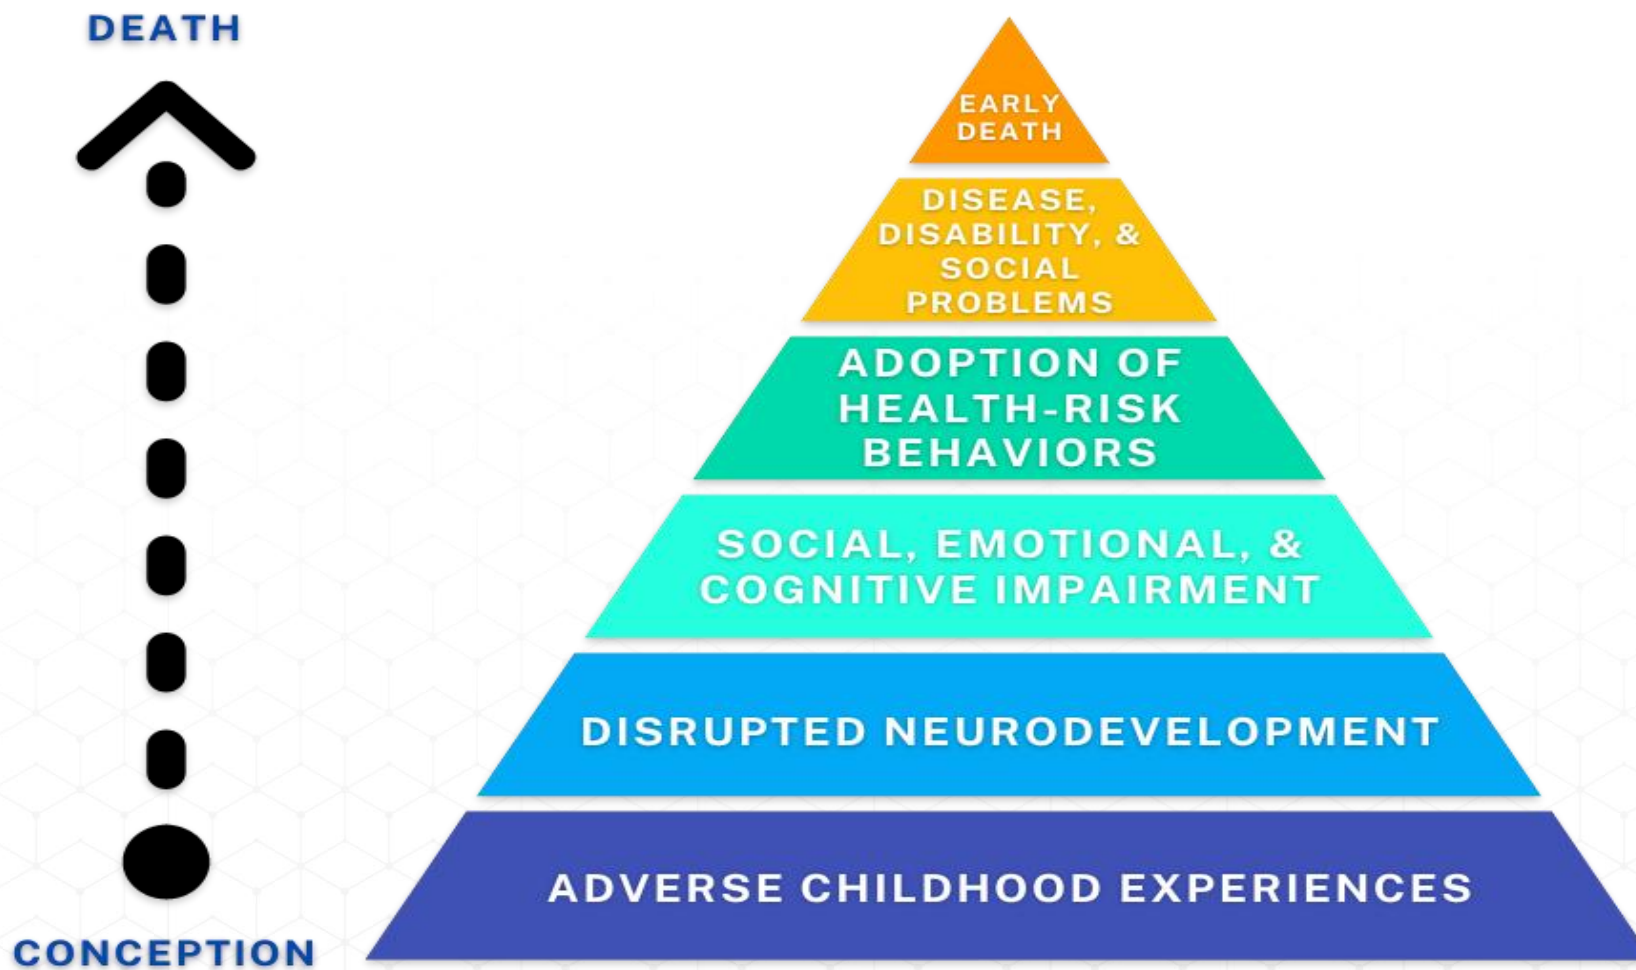 DEATH
EARLY
DEATH
DISEASE,
DISABILITY, &
SOCIAL
PROBLEMS
ADOPTION OF
HEALTH-RISK
BEHAVIORS
SOCIAL, EMOTIONAL, &
COGNITIVE IMPAIRMENT
DISRUPTED NEURODEVELOPMENT
ADVERSE CHILDHOOD EXPERIENCES
CONCEPTION